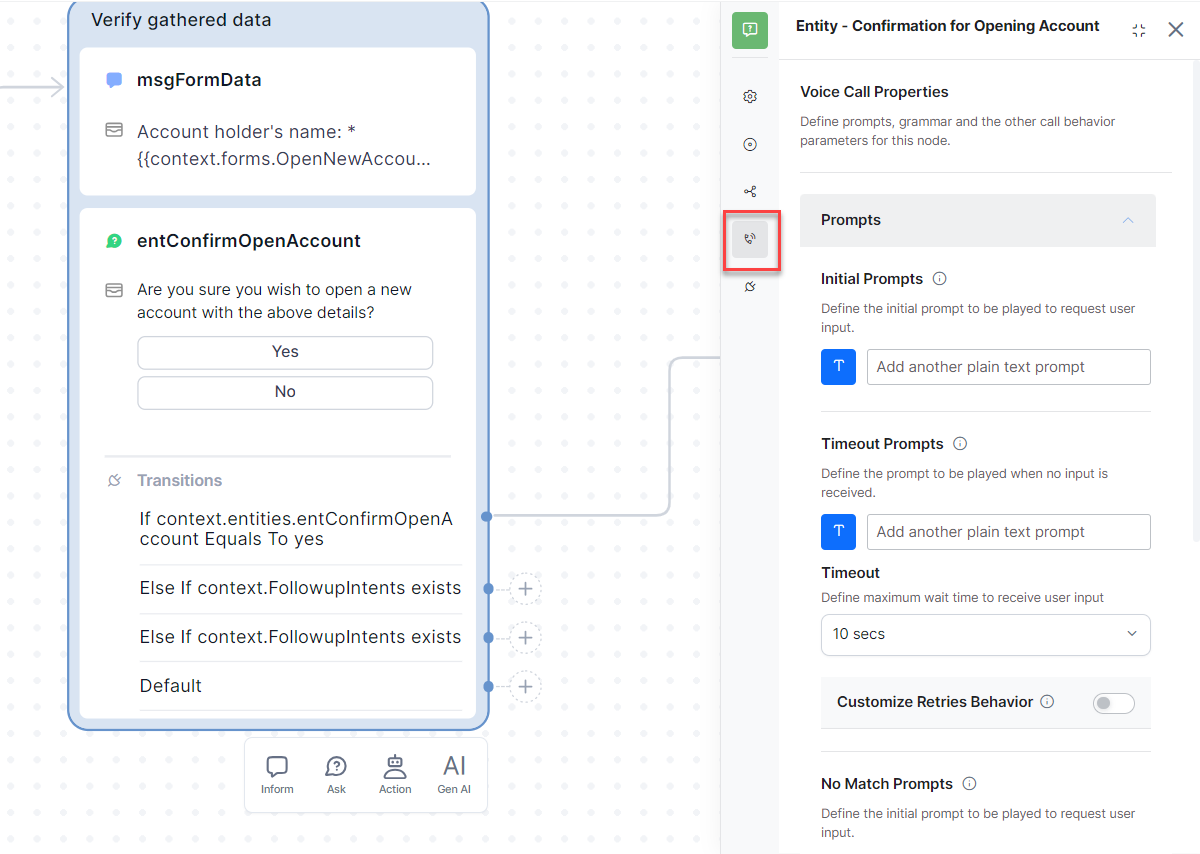 Verify gathered data
msgFormData
Account holder's name: *
{{context.forms.OpenNewAccou...
entConfirmOpenAccount
Are you sure you wish to open a new
account with the above details?
Yes
No
Transitions
If context.entities.entConfirmOpenA
ccount Equals To yes
Else If context.FollowupIntents exists
Else If context.FollowupIntents exists
Default
Inform
Ask
Action
AI
Gen AI
Entity - Confirmation for Opening Account
Voice Call Properties
Define prompts, grammar and the other call behavior
parameters for this node.
Prompts
Initial Prompts
Define the initial prompt to be played to request user
input.
T
Add another plain text prompt
Timeout Prompts
Define the prompt to be played when no input is
received.
T
Add another plain text prompt
Timeout
Define maximum wait time to receive user input
10 secs
Customize Retries Behavior
No Match Prompts
Define the initial prompt to be played to request user
input.